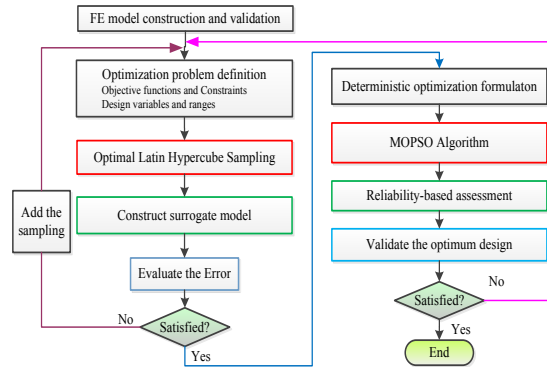 FE model construction and validation
Optimization problem definition
Objective functions and Constraints
Design variables and ranges
Optimal Latin Hypercube Sampling
Construct surrogate model
Add the
sampling
Evaluate the Error
Satisfied?
No
Yes
Deterministic optimization formulaton
MOPSO Algorithm
Reliability-based assessment
Validate the optimum design
Satisfied?
No
Yes
End